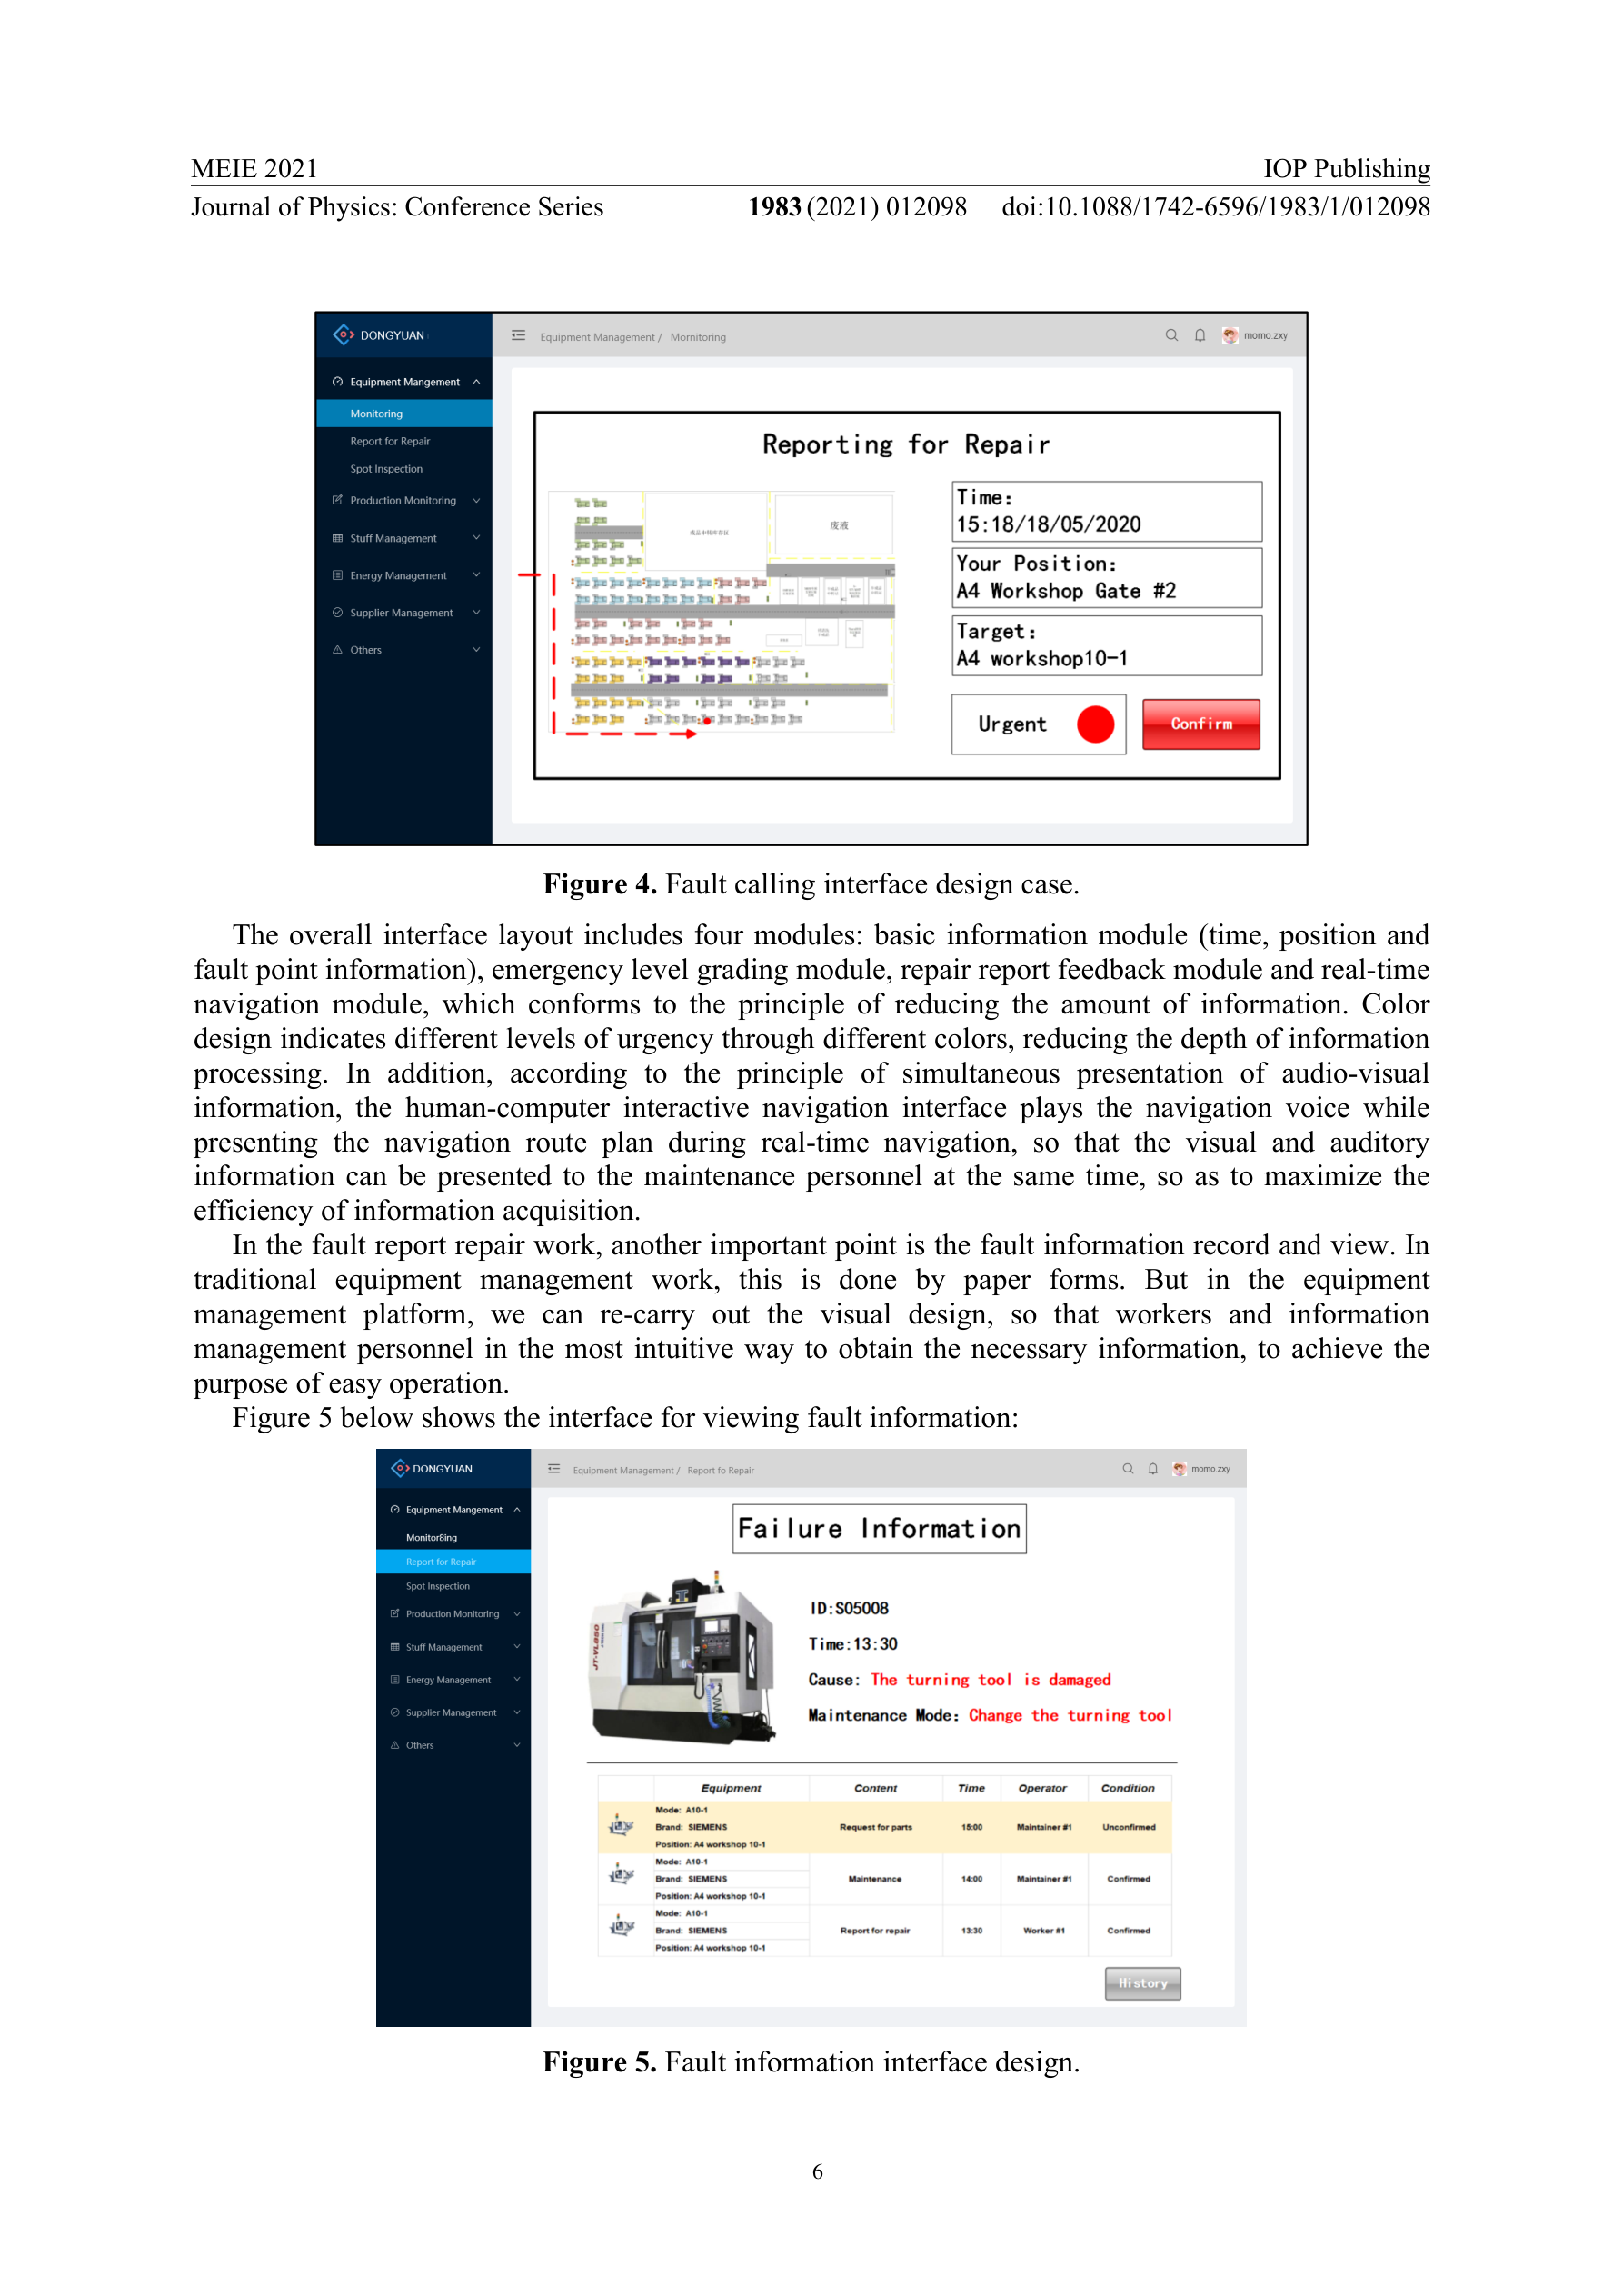 MEIE 2021
IOP Publishing
Journal of Physics: Conference Series
1983 (2021) 012098
doi:10.1088/1742-6596/1983/1/012098
DONGYUAN
Equipment Management / Mornitoring
momo.zxy
Equipment Mangement
Monitoring
Report for Repair
Spot Inspection
Production Monitoring
Stuff Management
Energy Management
Supplier Management
Others
Reporting for Repair
废液
Time:
15:18/18/05/2020
Your Position:
A4 Workshop Gate #2
Target:
A4 workshop10-1
Urgent
Confirm
Figure 4. Fault calling interface design case.
The overall interface layout includes four modules: basic information module (time, position and
fault point information), emergency level grading module, repair report feedback module and real-time
navigation module, which conforms to the principle of reducing the amount of information. Color
design indicates different levels of urgency through different colors, reducing the depth of information
processing. In addition, according to the principle of simultaneous presentation of audio-visual
information, the human-computer interactive navigation interface plays the navigation voice while
presenting the navigation route plan during real-time navigation, so that the visual and auditory
information can be presented to the maintenance personnel at the same time, so as to maximize the
efficiency of information acquisition.
In the fault report repair work, another important point is the fault information record and view. In
traditional equipment management work, this is done by paper forms. But in the equipment
management platform, we can re-carry out the visual design, so that workers and information
management personnel in the most intuitive way to obtain the necessary information, to achieve the
purpose of easy operation.
Figure 5 below shows the interface for viewing fault information:
DONGYUAN
Equipment Management / Report fo Repair
momo.zxy
Equipment Mangement
Monitor8ing
Report for Repair
Spot Inspection
Production Monitoring
Stuff Management
Energy Management
Supplier Management
Others
Failure Information
JT-VL850
ID:S05008
Time:13:30
Cause: The turning tool is damaged
Maintenance Mode: Change the turning tool
Equipment Content Time Operator Condition
Mode: A10-1
Brand: SIEMENS Request for parts 15:00 Maintainer #1 Unconfirmed
Position: A4 workshop 10-1
Mode: A10-1
Brand: SIEMENS Maintenance 14:00 Maintainer #1 Confirmed
Position: A4 workshop 10-1
Mode: A10-1
Brand: SIEMENS Report for repair 13:30 Worker #1 Confirmed
Position: A4 workshop 10-1
History
Figure 5. Fault information interface design.
6